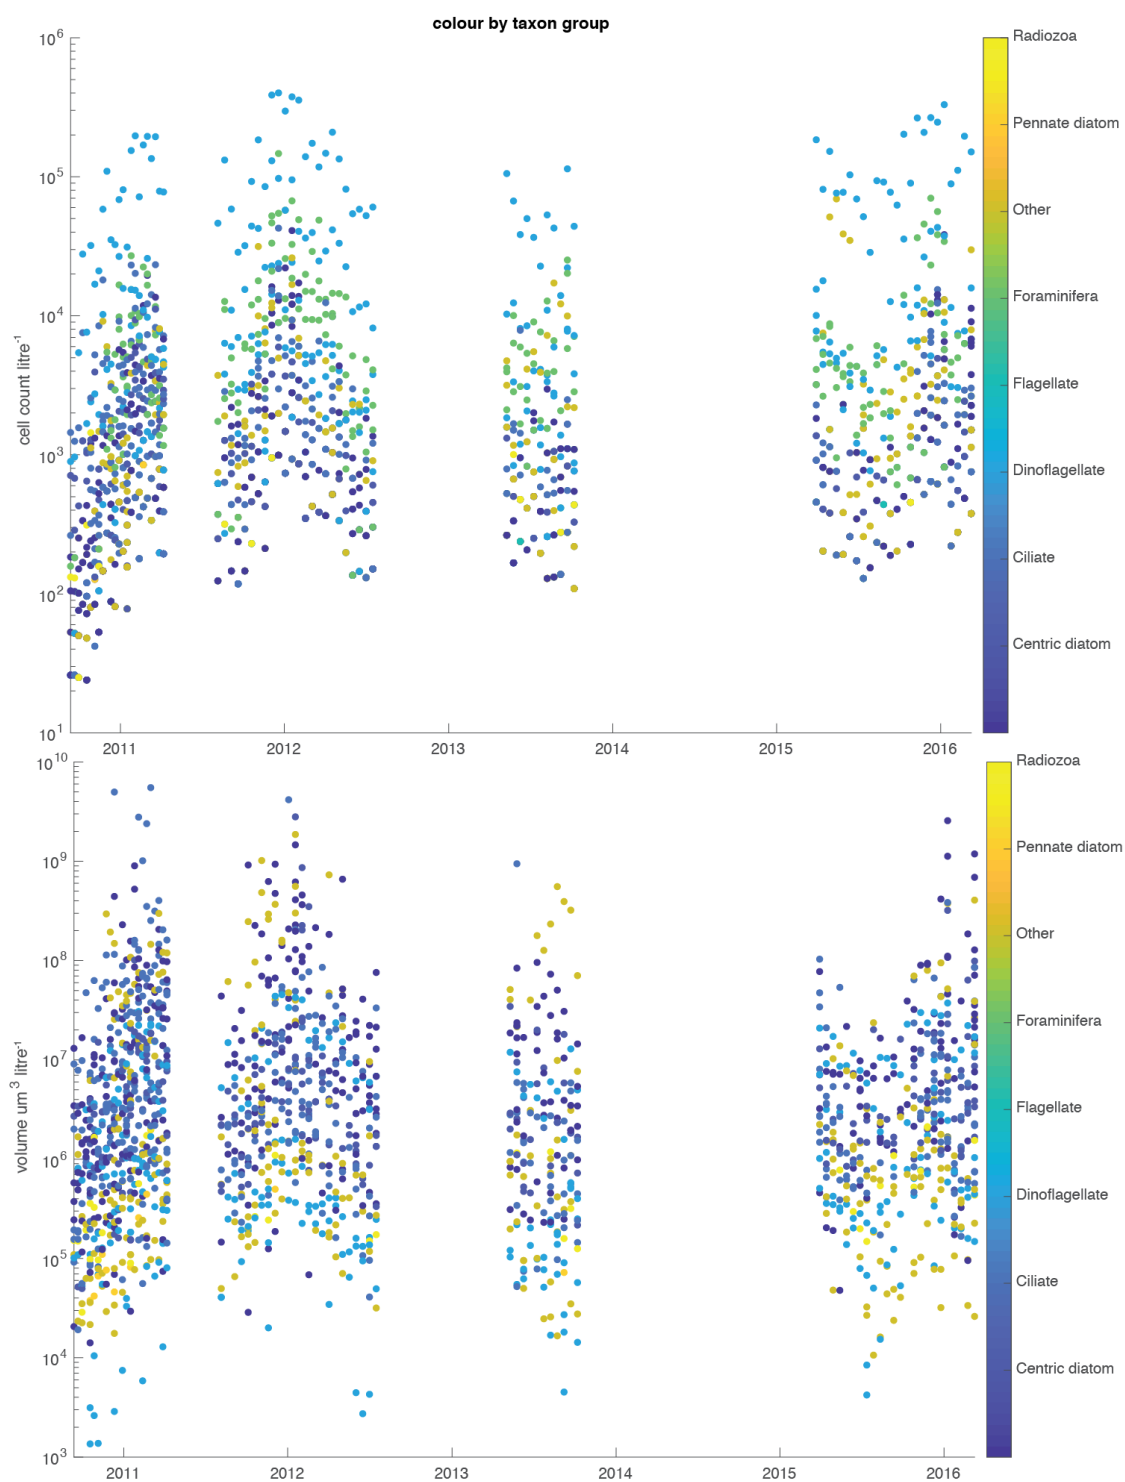 colour by taxon group
10^6
10^5
10^4
10^3
10^2
10^1
cell count litre^-1
2011 2012 2013 2014 2015 2016
Radiozoa
Pennate diatom
Other
Foraminifera
Flagellate
Dinoflagellate
Ciliate
Centric diatom
10^10
10^9
10^8
10^7
10^6
10^5
10^4
10^3
volume um^3 litre^-1
2011 2012 2013 2014 2015 2016
Radiozoa
Pennate diatom
Other
Foraminifera
Flagellate
Dinoflagellate
Ciliate
Centric diatom